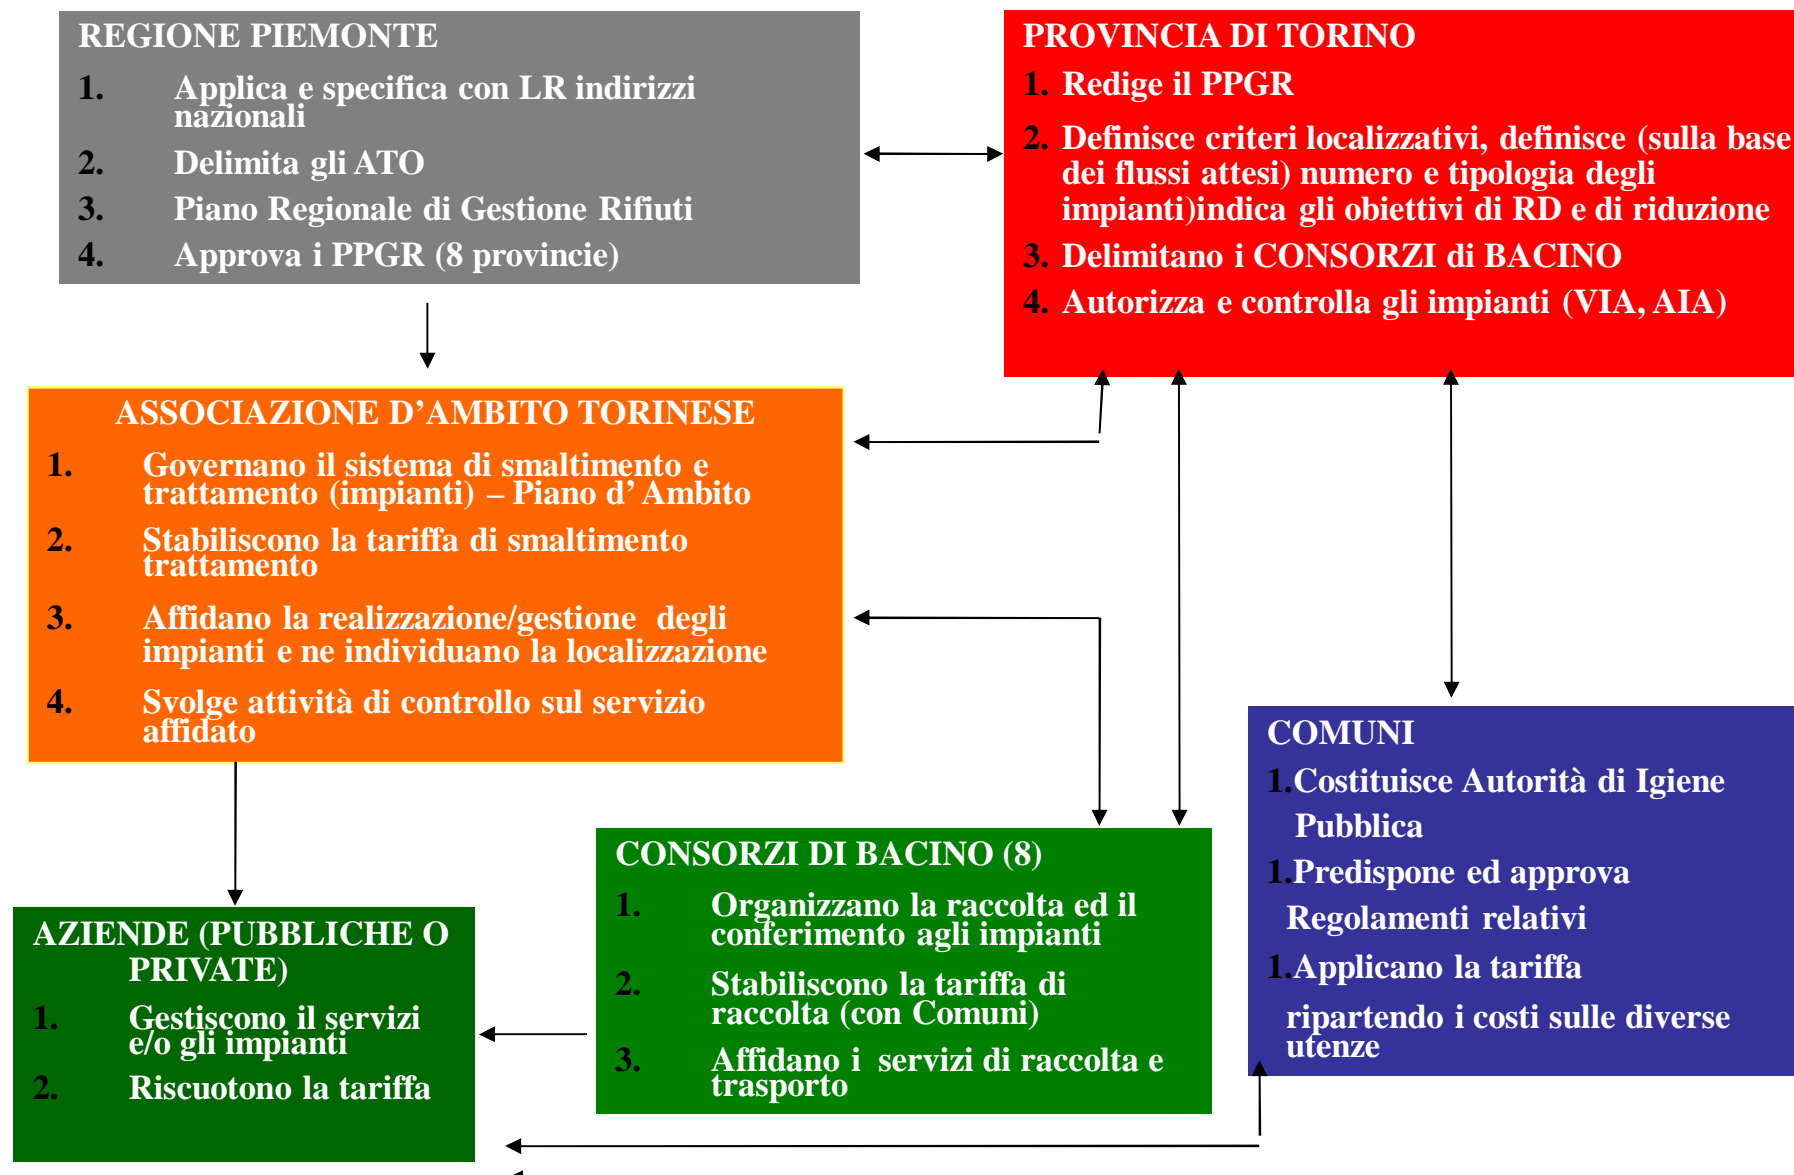 REGIONE PIEMONTE
1. Applica e specifica con LR indirizzi
nazionali
2. Delimita gli ATO
3. Piano Regionale di Gestione Rifiuti
4. Approva i PPGR (8 provincie)
PROVINCIA DI TORINO
1. Redige il PPGR
2. Definisce criteri localizzativi, definisce (sulla base
dei flussi attesi) numero e tipologia degli
impianti)indica gli obiettivi di RD e di riduzione
3. Delimitano i CONSORZI di BACINO
4. Autorizza e controlla gli impianti (VIA, AIA)
ASSOCIAZIONE D’AMBITO TORINESE
1. Governano il sistema di smaltimento e
trattamento (impianti) – Piano d’ Ambito
2. Stabiliscono la tariffa di smaltimento
trattamento
3. Affidano la realizzazione/gestione degli
impianti e ne individuano la localizzazione
4. Svolge attività di controllo sul servizio
affidato
COMUNI
1.Costituisce Autorità di Igiene
Pubblica
1.Predispone ed approva
Regolamenti relativi
1.Applicano la tariffa
ripartendo i costi sulle diverse
utenze
CONSORZI DI BACINO (8)
1. Organizzano la raccolta ed il
conferimento agli impianti
2. Stabiliscono la tariffa di
raccolta (con Comuni)
3. Affidano i servizi di raccolta e
trasporto
AZIENDE (PUBBLICHE O
PRIVATE)
1. Gestiscono il servizi
e/o gli impianti
2. Riscuotono la tariffa